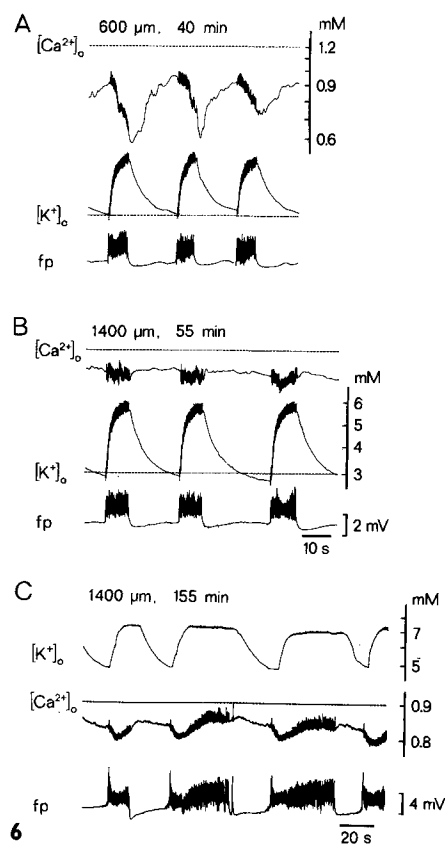 A
600 µm, 40 min
mM
[Ca²⁺]ₒ
1.2
0.9
0.6
[K⁺]ₒ
fp
B
1400 µm, 55 min
[Ca²⁺]ₒ
mM
6
5
4
3
[K⁺]ₒ
fp
2 mV
10 s
C
1400 µm, 155 min
mM
7
5
[K⁺]ₒ
[Ca²⁺]ₒ
0.9
0.8
fp
4 mV
6
20 s